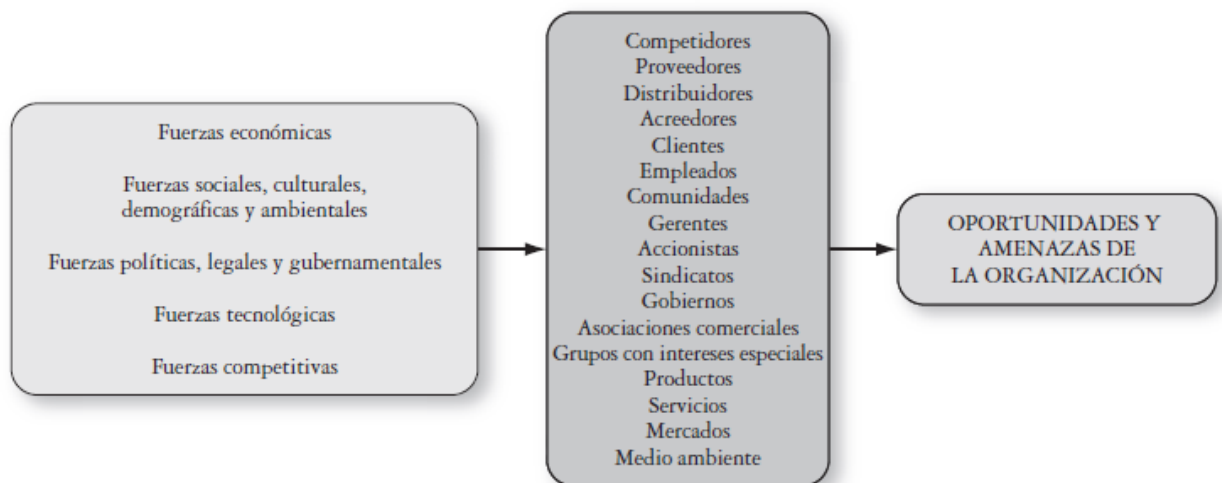 Fuerzas económicas
Fuerzas sociales, culturales,
demográficas y ambientales
Fuerzas políticas, legales y gubernamentales
Fuerzas tecnológicas
Fuerzas competitivas
Competidores
Proveedores
Distribuidores
Acreedores
Clientes
Empleados
Comunidades
Gerentes
Accionistas
Sindicatos
Gobiernos
Asociaciones comerciales
Grupos con intereses especiales
Productos
Servicios
Mercados
Medio ambiente
OPORTUNIDADES Y
AMENAZAS DE
LA ORGANIZACIÓN